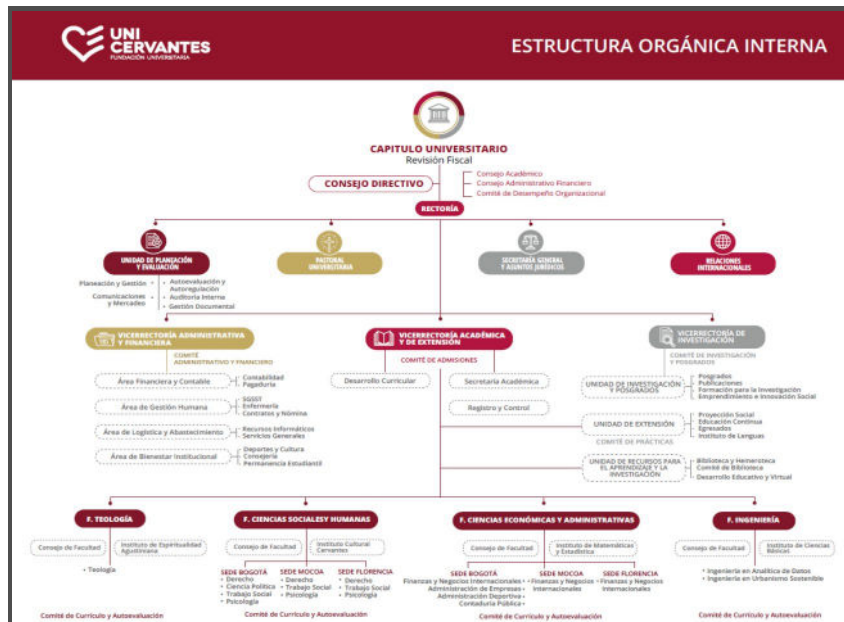 UNI
CERVANTES
FUNDACIÓN UNIVERSITARIA
ESTRUCTURA ORGÁNICA INTERNA
CAPITULO UNIVERSITARIO
Revisión Fiscal
CONSEJO DIRECTIVO
Consejo Académico
Consejo Administrativo Financiero
Comité de Desempeño Organizacional
RECTORÍA
UNIDAD DE PLANEACIÓN
Y EVALUACIÓN
PASTORAL
UNIVERSITARIA
SECRETARÍA GENERAL
Y ASUNTOS JURÍDICOS
RELACIONES
INTERNACIONALES
Planeación y Gestión
Comunicaciones
y Mercades
• Autoevaluación y
Autoregulación
• Auditoría Interna
• Gestión Documental
VICERRECTORÍA ADMINISTRATIVA
Y FINANCIERA
COMITÉ
ADMINISTRATIVO Y FINANCIERO
Área Financiera y Contable
• Contabilidad
• Pagaduría
Área de Gestión Humana
• SGSST
• Enfermería
• Contratos y Nómina
Área de Logística y Abastecimiento
• Recursos Informáticos
• Servicios Generales
Área de Bienestar Institucional
• Deportes y Cultura
• Consejería
• Permanencia Estudiantil
VICERRECTORÍA ACADÉMICA
Y DE EXTENSIÓN
COMITÉ DE ADMISIONES
Desarrollo Curricular
Secretaría Académica
Registro y Control
VICERRECTORÍA DE
INVESTIGACIÓN
COMITÉ DE INVESTIGACIÓN
Y POSGRADOS
UNIDAD DE INVESTIGACIÓN
Y POSGRADOS
• Posgrados
• Publicaciones
• Formación para la Investigación
• Emprendimiento e Innovación Social
UNIDAD DE EXTENSIÓN
• Proyección Social
• Educación Continua
• Egresados
• Instituto de Lenguas
COMITÉ DE PRÁCTICAS
UNIDAD DE RECURSOS PARA
EL APRENDIZAJE Y LA
INVESTIGACIÓN
• Biblioteca y Hemeroteca
• Comité de Biblioteca
• Desarrollo Educativo y Virtual
F. TEOLOGÍA
Consejo de Facultad
Instituto de Espiritualidad
Agustiniana
• Teología
Comité de Currículo y Autoevaluación
F. CIENCIAS SOCIALESY HUMANAS
Consejo de Facultad
Instituto Cultural
Cervantes
SEDE BOGOTÁ
• Derecho
• Ciencia Política
• Trabajo Social
• Psicología
SEDE MOCOA
• Derecho
• Trabajo Social
• Psicología
SEDE FLORENCIA
• Derecho
• Trabajo Social
• Psicología
Comité de Currículo y Autoevaluación
F. CIENCIAS ECONÓMICAS Y ADMINISTRATIVAS
Consejo de Facultad
Instituto de Matemáticas
y Estadística
SEDE BOGOTÁ
Finanzas y Negocios Internacionales •
Administración de Empresas •
Administración Deportiva •
Contaduría Pública •
SEDE MOCOA
• Finanzas y Negocios
Internacionales
SEDE FLORENCIA
• Finanzas y Negocios
Internacionales
Comité de Currículo y Autoevaluación
F. INGENIERÍA
Consejo de Facultad
Instituto de Ciencias
Básicas
• Ingeniería en Analítica de Datos
• Ingeniería en Urbanismo Sostenible
Comité de Currículo y Autoevaluación